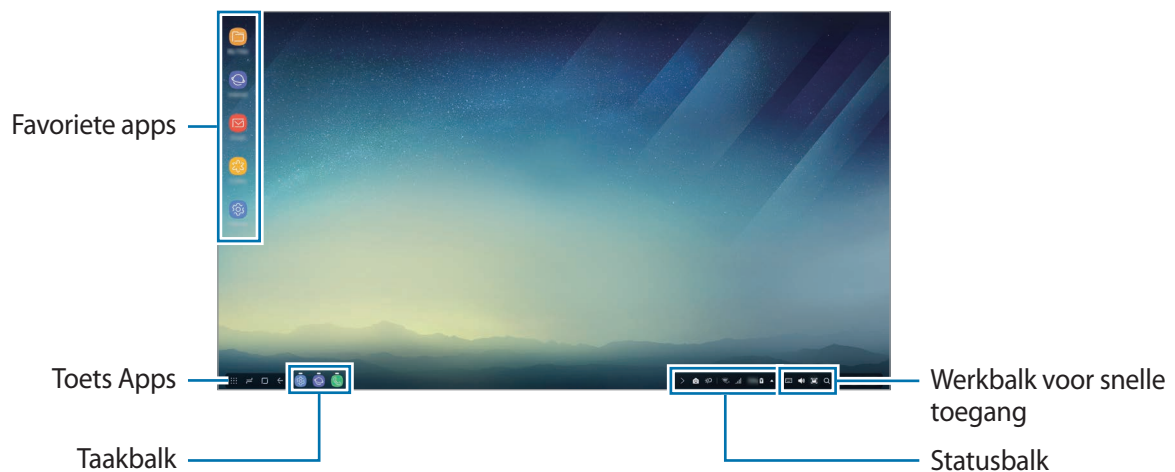 Favoriete apps
Toets Apps
Taakbalk
Werkbalk voor snelle
toegang
Statusbalk